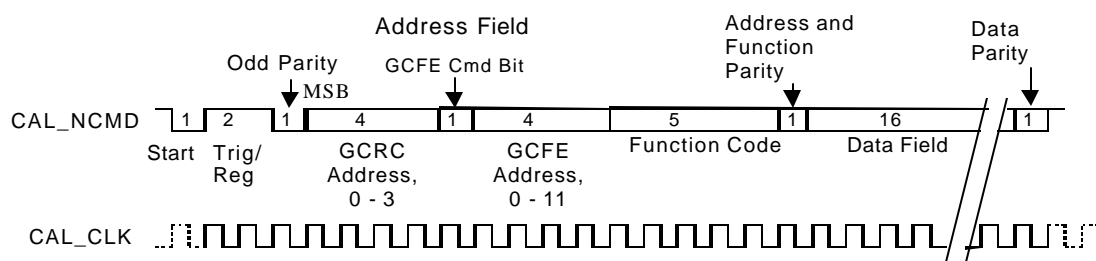 Address Field
Address and
Function
Parity
Data
Parity
Odd Parity
GCFE Cmd Bit
MSB
CAL_NCMD
1 2 1 4 1 4 5 1 16 1
Start
Trig/
Reg
GCRC
Address,
0 - 3
GCFE
Address,
0 - 11
Function Code
Data Field
CAL_CLK